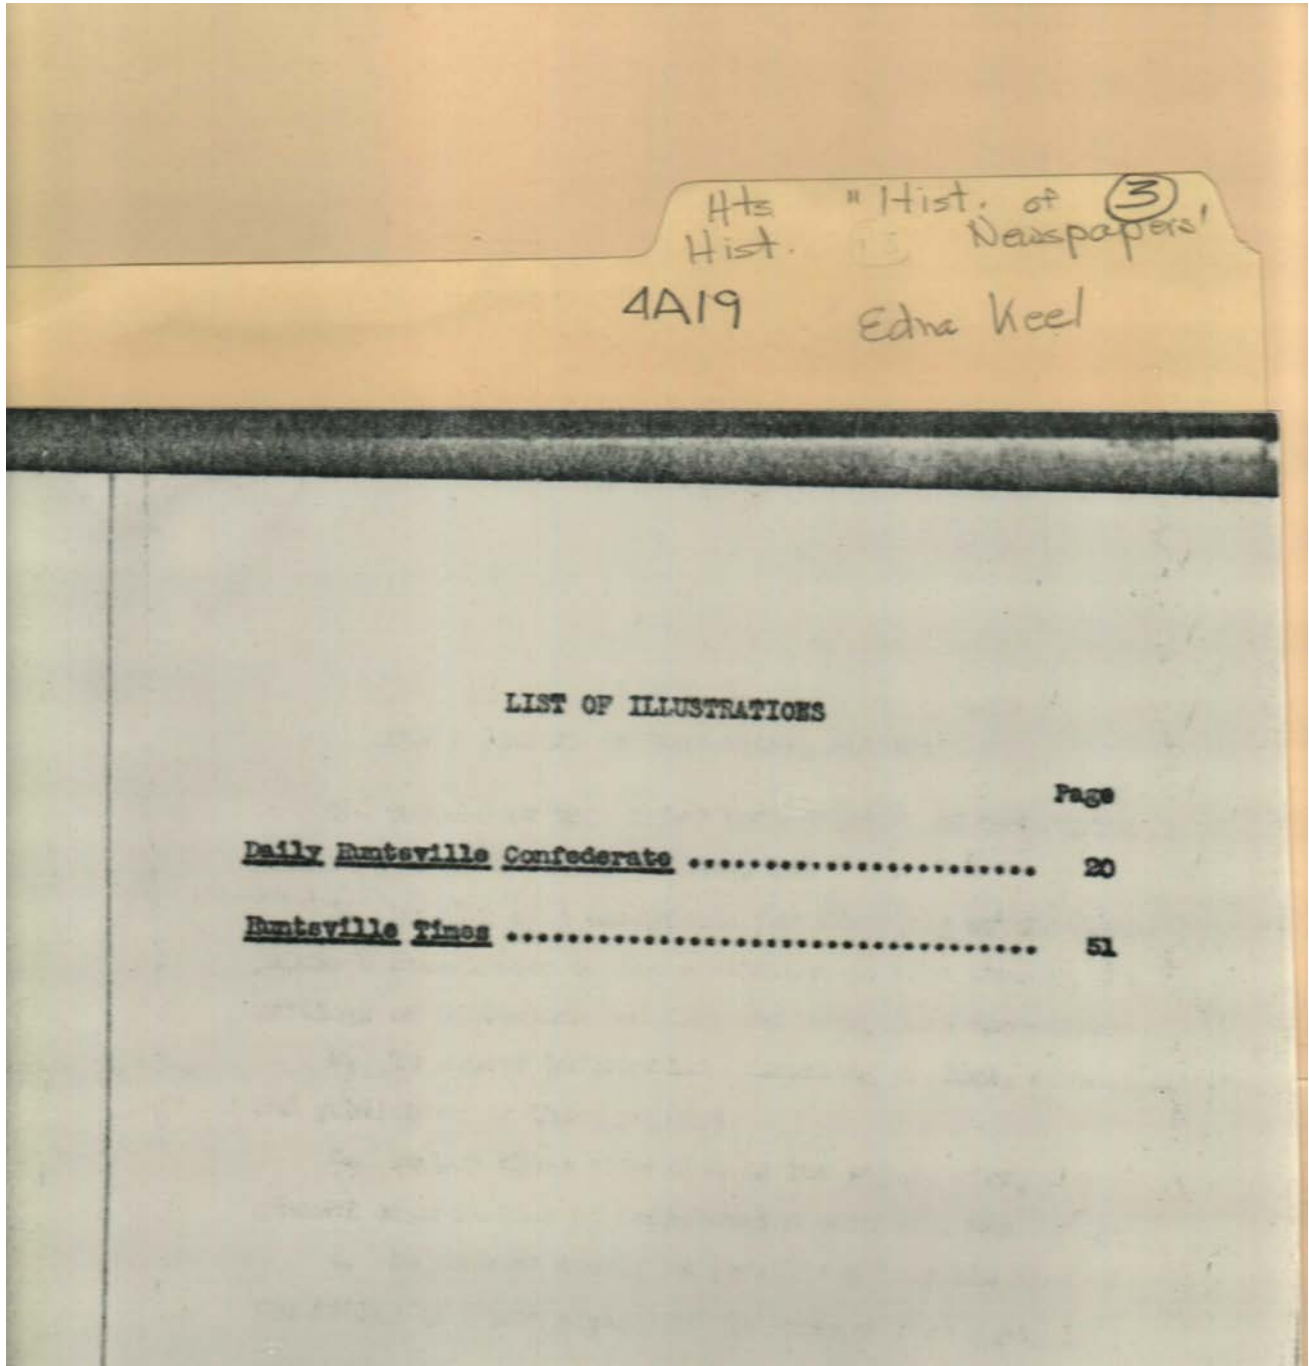 Hts "Hist. of 3
Hist. Newspapers'
4A19 Edna Keel
LIST OF ILLUSTRATIONS
Page
Daily Huntsville Confederate ........................ 20
Huntsville Times ..................................... 51